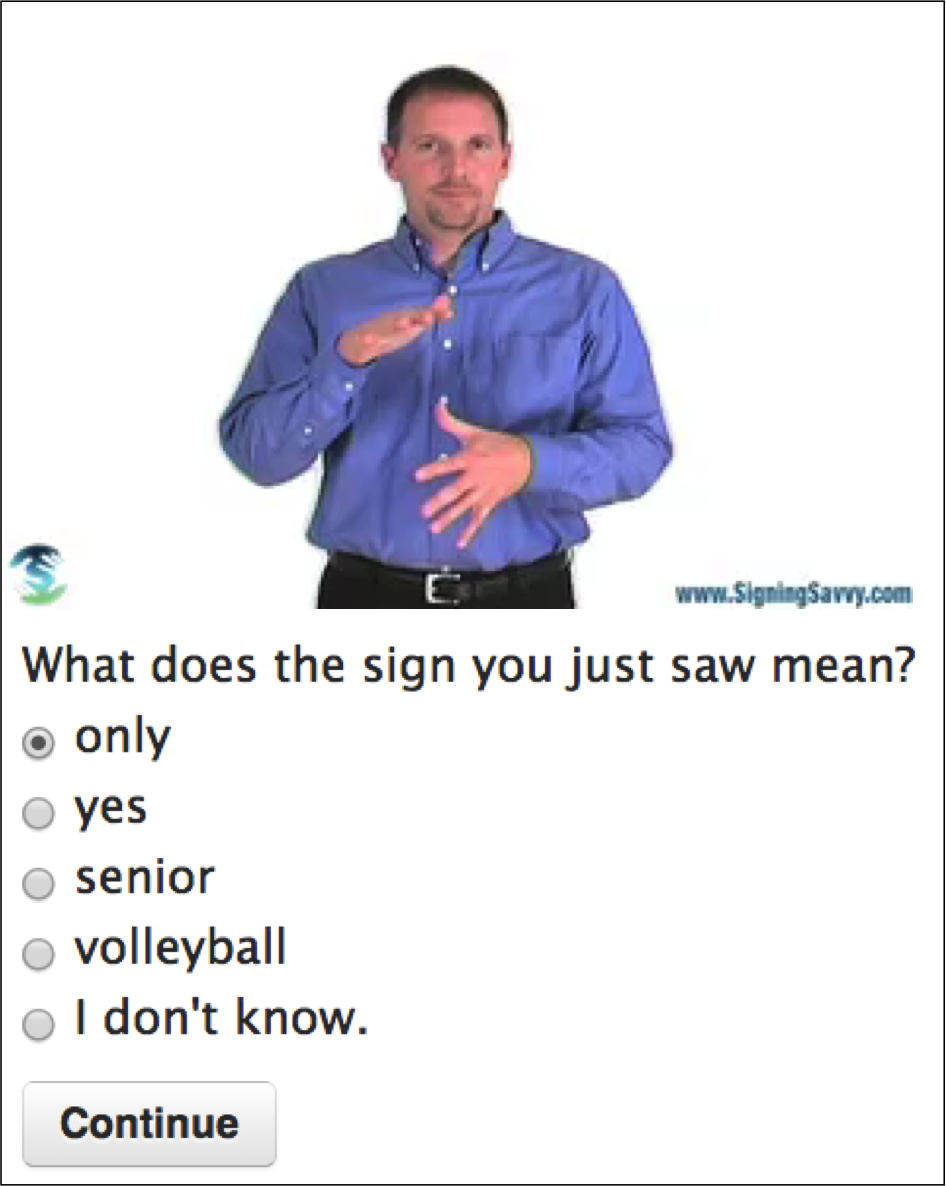 www.SigningSavvy.com
What does the sign you just saw mean?
only
yes
senior
volleyball
I don't know.
Continue